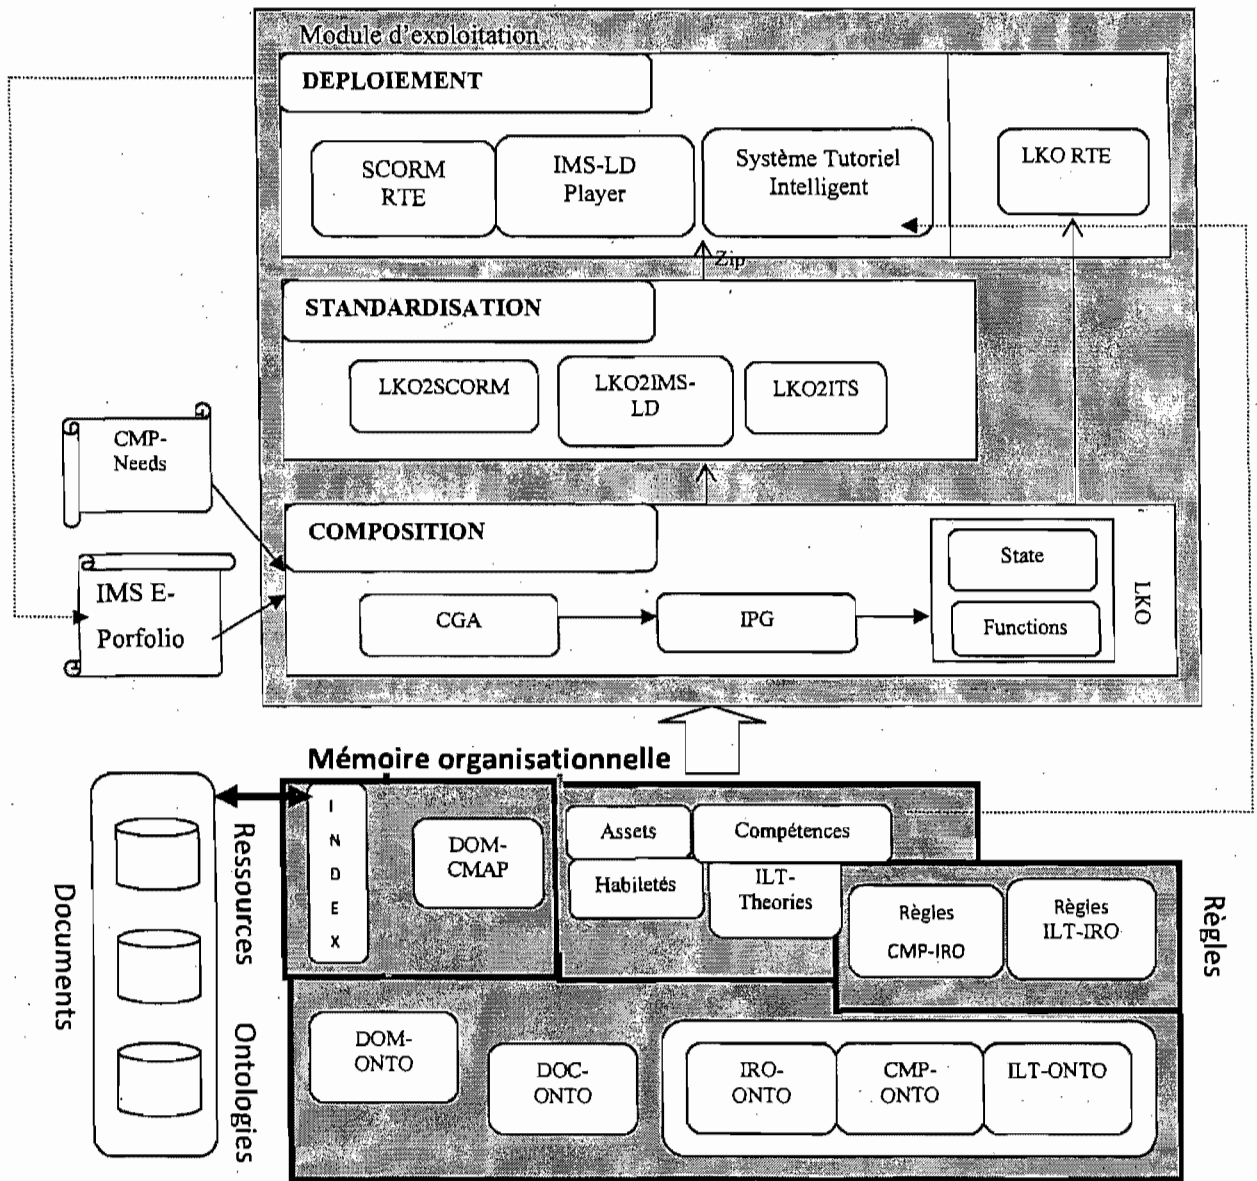 Module d'exploitation
DEPLOIEMENT
SCORM
RTE
IMS-LD
Player
Système Tutoriel
Intelligent
LKO RTE
Zip
STANDARDISATION
LKO2SCORM
LKO2IMS-
LD
LKO2ITS
CMP-
Needs
IMS E-
Porfolio
COMPOSITION
CGA
IPG
State
Functions
LKO
Mémoire organisationnelle
Documents
Ressources
Ontologies
INDEX
DOM-
CMAP
Assets
Compétences
Habiletés
ILT-
Theories
Règles
CMP-IRO
Règles
ILT-IRO
Règles
DOM-
ONTO
DOC-
ONTO
IRO-
ONTO
CMP-
ONTO
ILT-ONTO